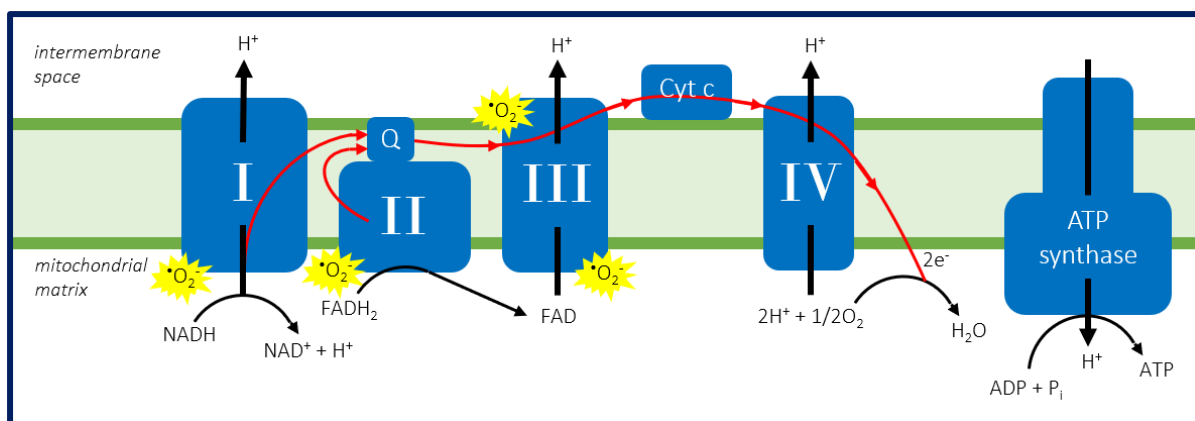 intermembrane
space
H⁺
H⁺
H⁺
Cyt c
•O₂⁻
Q
I
II
III
IV
ATP
synthase
mitochondrial
matrix
•O₂⁻
•O₂⁻
•O₂⁻
2e⁻
FADH₂
FAD
2H⁺ + 1/2O₂
NADH
H₂O
NAD⁺ + H⁺
H⁺
ATP
ADP + Pᵢ